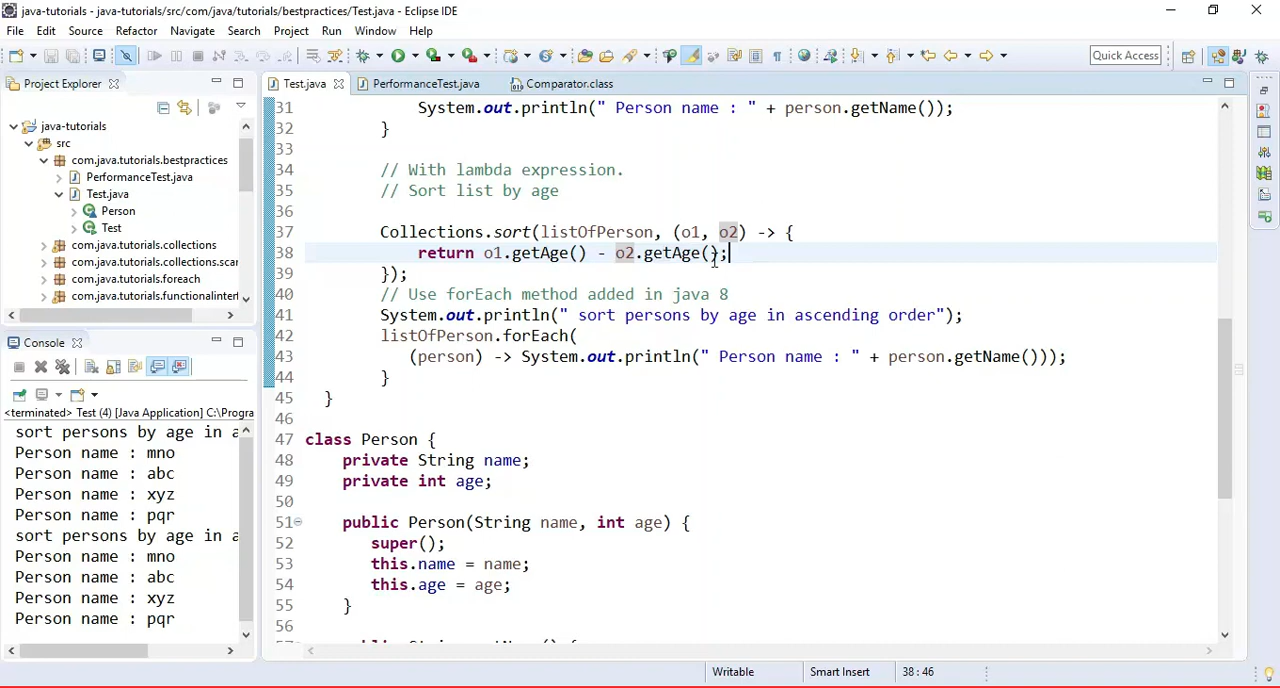 java-tutorials - java-tutorials/src/com/java/tutorials/bestpractices/Test.java - Eclipse IDE
File Edit Source Refactor Navigate Search Project Run Window Help
Quick Access
Project Explorer
java-tutorials
src
com.java.tutorials.bestpractices
PerformanceTest.java
Test.java
Person
Test
com.java.tutorials.collections
com.java.tutorials.foreach
com.java.tutorials.functionalinterf
Console
<terminated> Test (4) [Java Application] C:\Progra
sort persons by age in a
Person name : mno
Person name : abc
Person name : xyz
Person name : pqr
sort persons by age in a
Person name : mno
Person name : abc
Person name : xyz
Person name : pqr
Test.java PerformanceTest.java Comparator.class
31 System.out.println(" Person name : " + person.getName());
32 }
33
34 // With lambda expression.
35 // Sort list by age
36
37 Collections.sort(listOfPerson, (o1, o2) -> {
38 return o1.getAge() - o2.getAge();
39 });
40 // Use forEach method added in java 8
41 System.out.println(" sort persons by age in ascending order");
42 listOfPerson.forEach(
43 (person) -> System.out.println(" Person name : " + person.getName()));
44 }
45 }
46
47 class Person {
48 private String name;
49 private int age;
50
51 public Person(String name, int age) {
52 super();
53 this.name = name;
54 this.age = age;
55 }
56
Writable Smart Insert 38 : 46